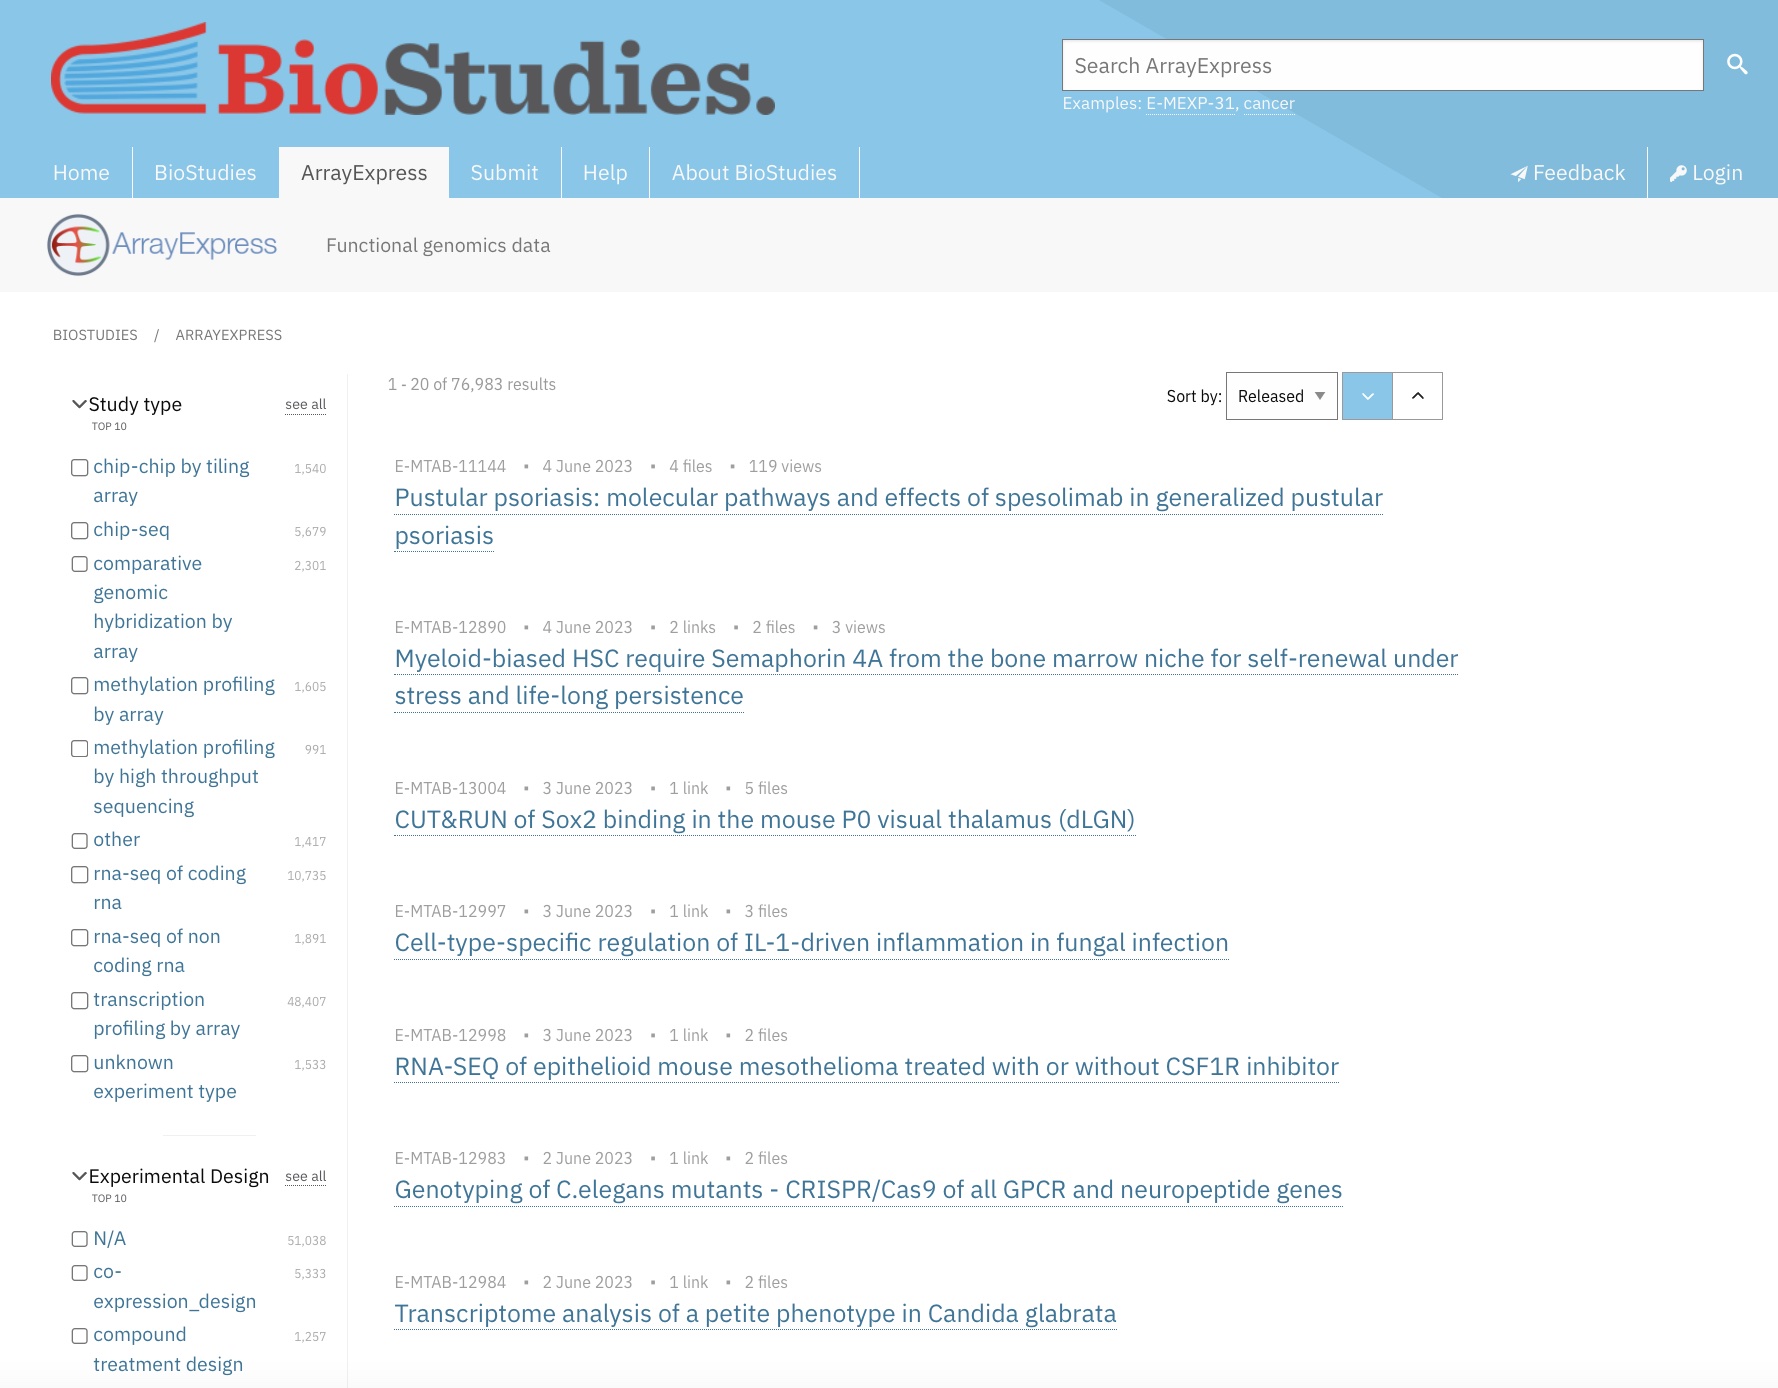 BioStudies.
Search ArrayExpress
Examples: E-MEXP-31, cancer
Home
BioStudies
ArrayExpress
Submit
Help
About BioStudies
Feedback
Login
ArrayExpress
Functional genomics data
BIOSTUDIES / ARRAYEXPRESS
Study type see all
TOP 10
chip-chip by tiling 1,540
array
chip-seq 5,679
comparative 2,301
genomic
hybridization by
array
methylation profiling 1,605
by array
methylation profiling 991
by high throughput
sequencing
other 1,417
rna-seq of coding 10,735
rna
rna-seq of non 1,891
coding rna
transcription 48,407
profiling by array
unknown 1,533
experiment type
Experimental Design see all
TOP 10
N/A 51,038
co- 5,333
expression_design
compound 1,257
treatment design
1 - 20 of 76,983 results
Sort by: Released
E-MTAB-11144 • 4 June 2023 • 4 files • 119 views
Pustular psoriasis: molecular pathways and effects of spesolimab in generalized pustular
psoriasis
E-MTAB-12890 • 4 June 2023 • 2 links • 2 files • 3 views
Myeloid-biased HSC require Semaphorin 4A from the bone marrow niche for self-renewal under
stress and life-long persistence
E-MTAB-13004 • 3 June 2023 • 1 link • 5 files
CUT&RUN of Sox2 binding in the mouse P0 visual thalamus (dLGN)
E-MTAB-12997 • 3 June 2023 • 1 link • 3 files
Cell-type-specific regulation of IL-1-driven inflammation in fungal infection
E-MTAB-12998 • 3 June 2023 • 1 link • 2 files
RNA-SEQ of epithelioid mouse mesothelioma treated with or without CSF1R inhibitor
E-MTAB-12983 • 2 June 2023 • 1 link • 2 files
Genotyping of C.elegans mutants - CRISPR/Cas9 of all GPCR and neuropeptide genes
E-MTAB-12984 • 2 June 2023 • 1 link • 2 files
Transcriptome analysis of a petite phenotype in Candida glabrata